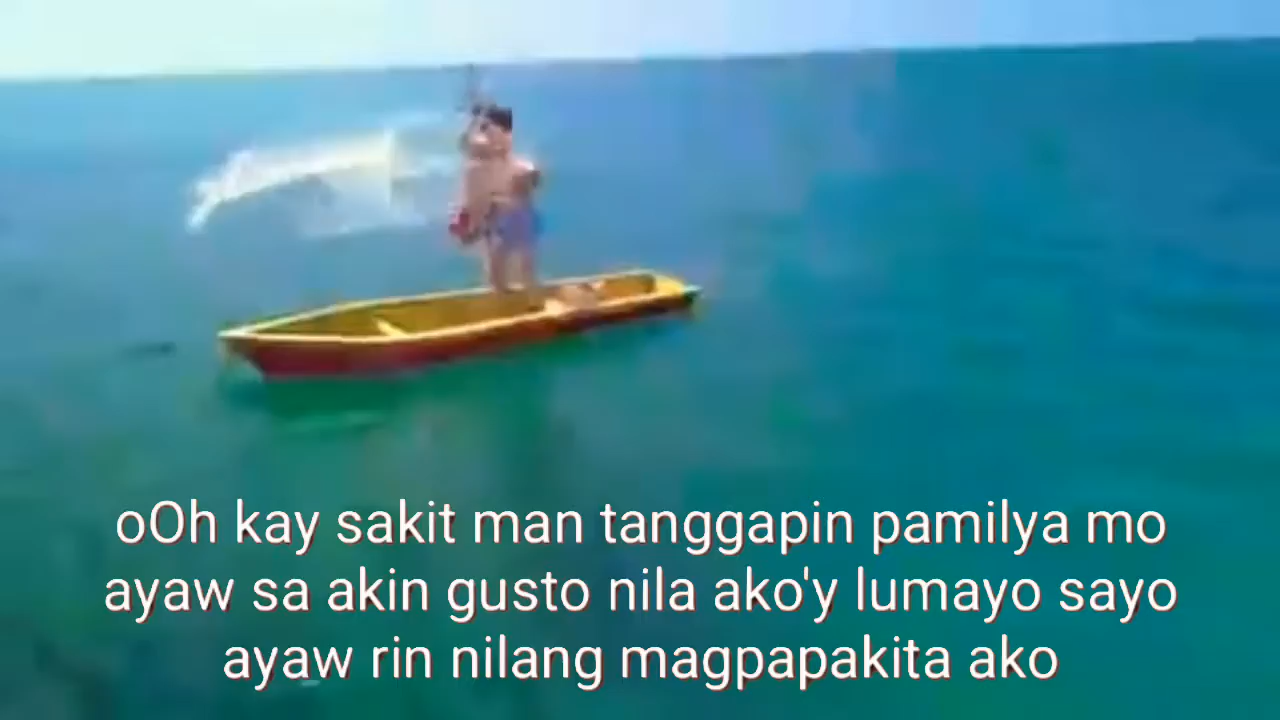 oOh kay sakit man tanggapin pamilya mo
ayaw sa akin gusto nila ako'y lumayo sayo
ayaw rin nilang magpapakita ako